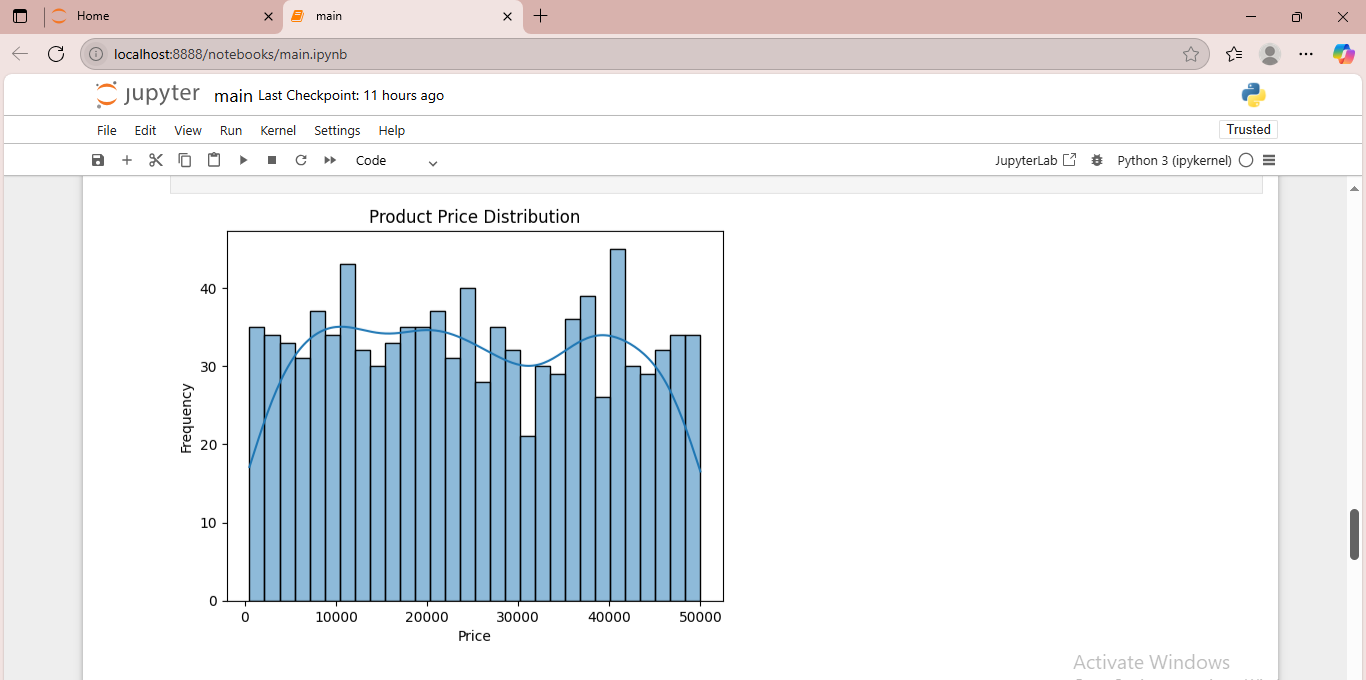 Home
main
localhost:8888/notebooks/main.ipynb
jupyter main Last Checkpoint: 11 hours ago
File Edit View Run Kernel Settings Help
Trusted
Code
JupyterLab
Python 3 (ipykernel)
Product Price Distribution
40
30
20
10
0
Frequency
0 10000 20000 30000 40000 50000
Price
Activate Windows